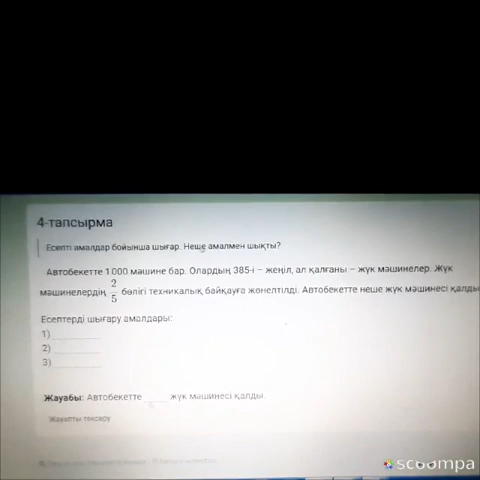 4-тапсырма
Есепті амалдар бойынша шығар. Неше амалмен шықты?
Автобекетте 1 000 машине бар. Олардың 385-і – жеңіл, ал қалғаны – жүк машинелер. Жүк
машинелердің 2/5 бөлігі техникалық байқауға жөнелтілді. Автобекетте неше жүк машинесі қалды
Есептерді шығару амалдары:
1)
2)
3)
Жауабы: Автобекетте ____ жүк машинесі қалды.
Жауапты тексеру
scoompa